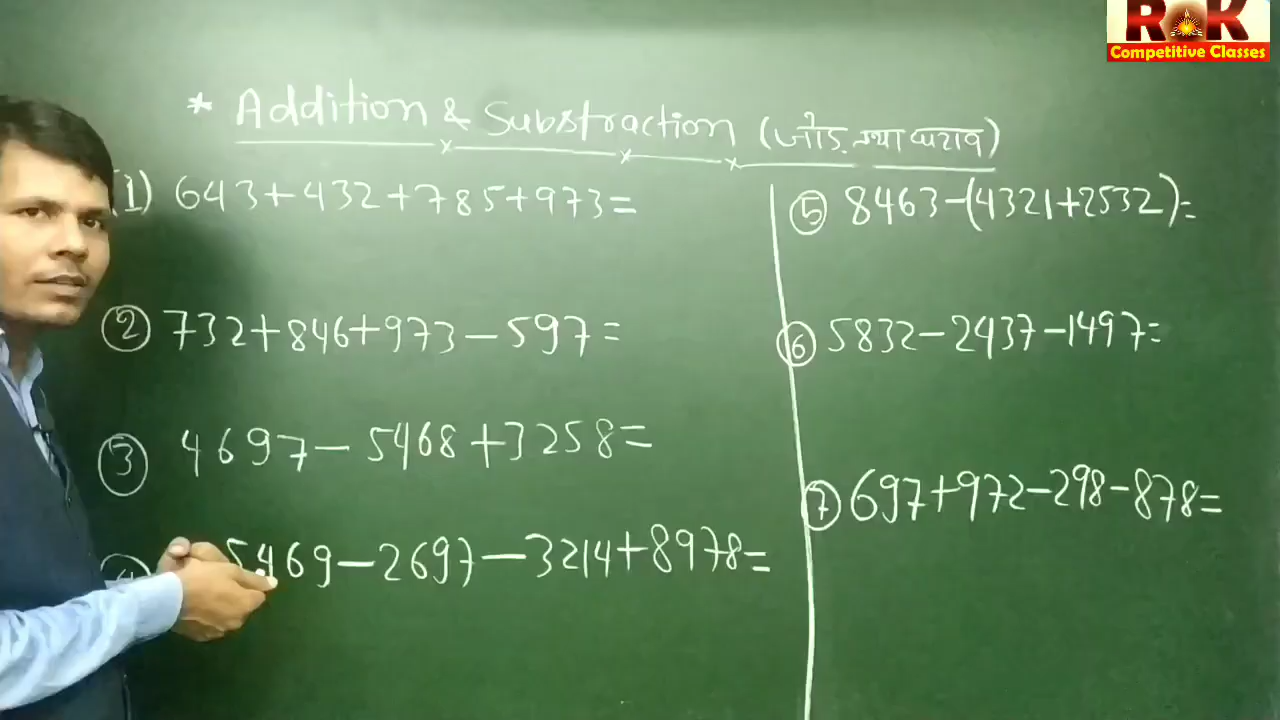 RK
Competitive Classes
* Addition & Substraction (जोड़ तथा घटाव)
(1) 643+432+785+973=
② 732+846+973-597=
③ 4697-5468+3258=
5469-2697-3214+8978=
⑤ 8463-(4321+2532)=
⑥ 5832-2437-1497=
⑦ 697+972-298-878=